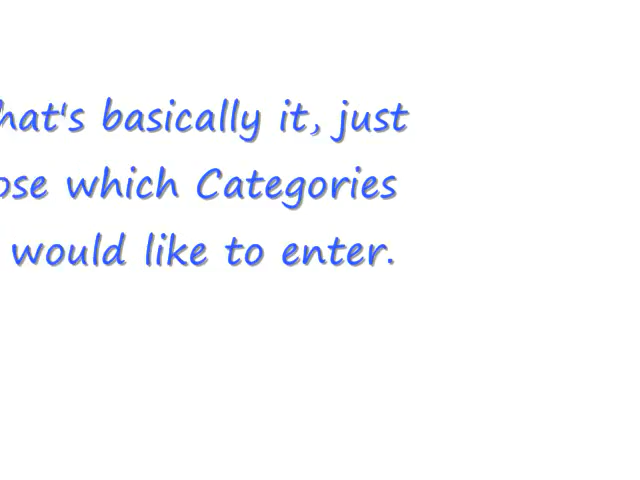 hat's basically it, just
ose which Categories
would like to enter.